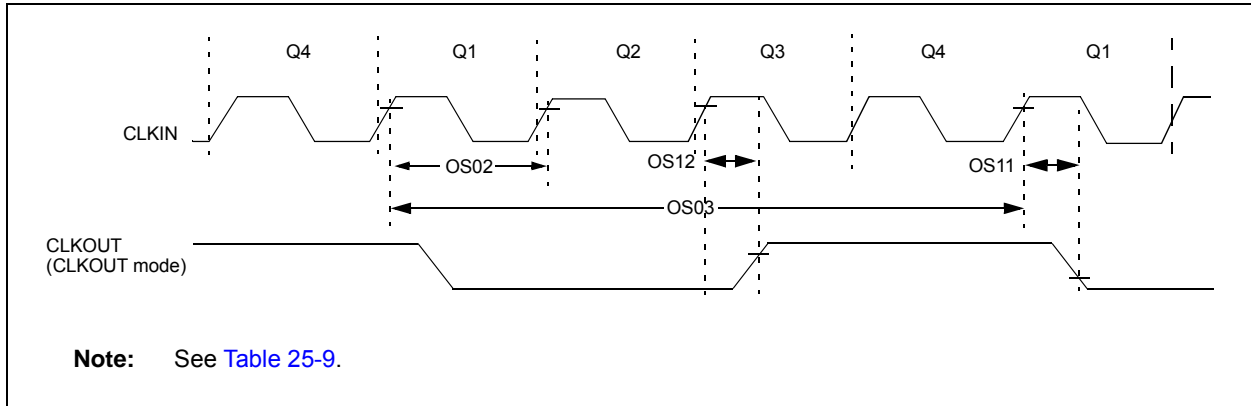 Q4 Q1 Q2 Q3 Q4 Q1
CLKIN
OS02 OS12 OS11
OS03
CLKOUT
(CLKOUT mode)
Note: See Table 25-9.